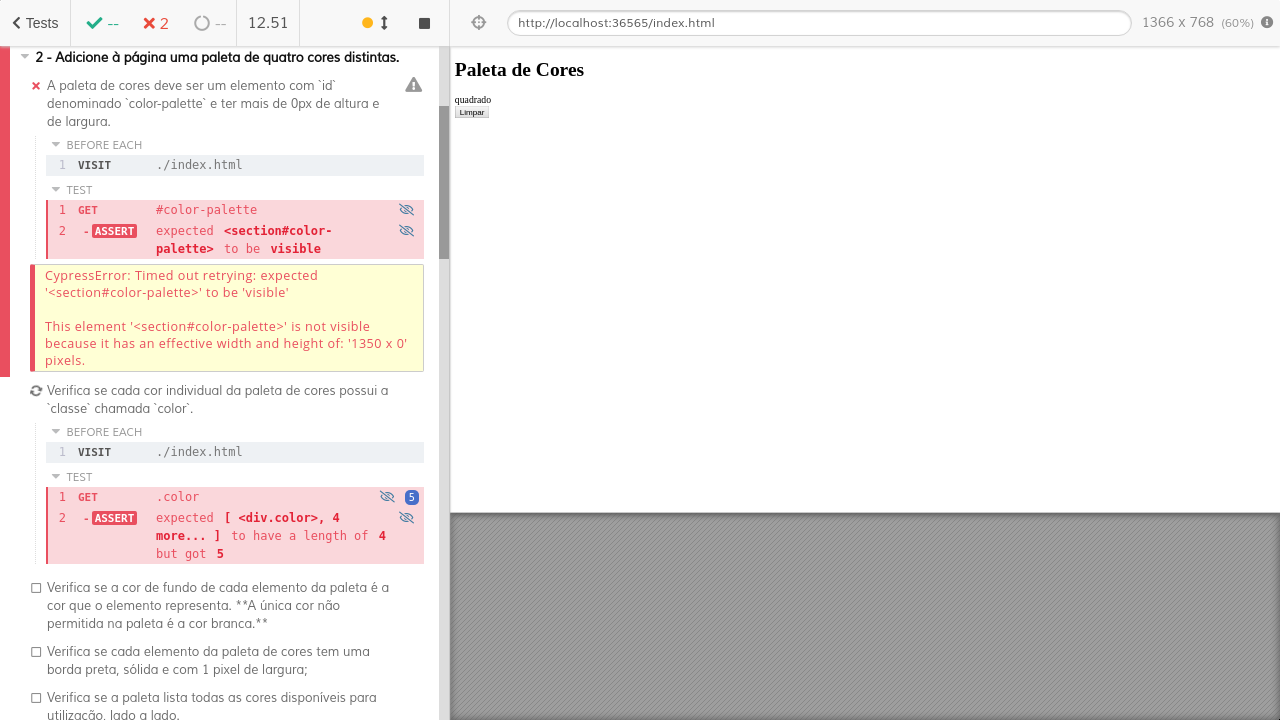 Tests
--
2
--
12.51
http://localhost:36565/index.html
1366 x 768 (60%)
2 - Adicione à página uma paleta de quatro cores distintas.
A paleta de cores deve ser um elemento com `id`
denominado `color-palette` e ter mais de 0px de altura e
de largura.
BEFORE EACH
1 VISIT ./index.html
TEST
1 GET #color-palette
2 -ASSERT expected <section#color-
palette> to be visible
CypressError: Timed out retrying: expected
'<section#color-palette>' to be 'visible'
This element '<section#color-palette>' is not visible
because it has an effective width and height of: '1350 x 0'
pixels.
Verifica se cada cor individual da paleta de cores possui a
`classe` chamada `color`.
BEFORE EACH
1 VISIT ./index.html
TEST
1 GET .color 5
2 -ASSERT expected [ <div.color>, 4
more... ] to have a length of 4
but got 5
Verifica se a cor de fundo de cada elemento da paleta é a
cor que o elemento representa. **A única cor não
permitida na paleta é a cor branca.**
Verifica se cada elemento da paleta de cores tem uma
borda preta, sólida e com 1 pixel de largura;
Verifica se a paleta lista todas as cores disponíveis para
utilização, lado a lado.
Paleta de Cores
quadrado
Limpar